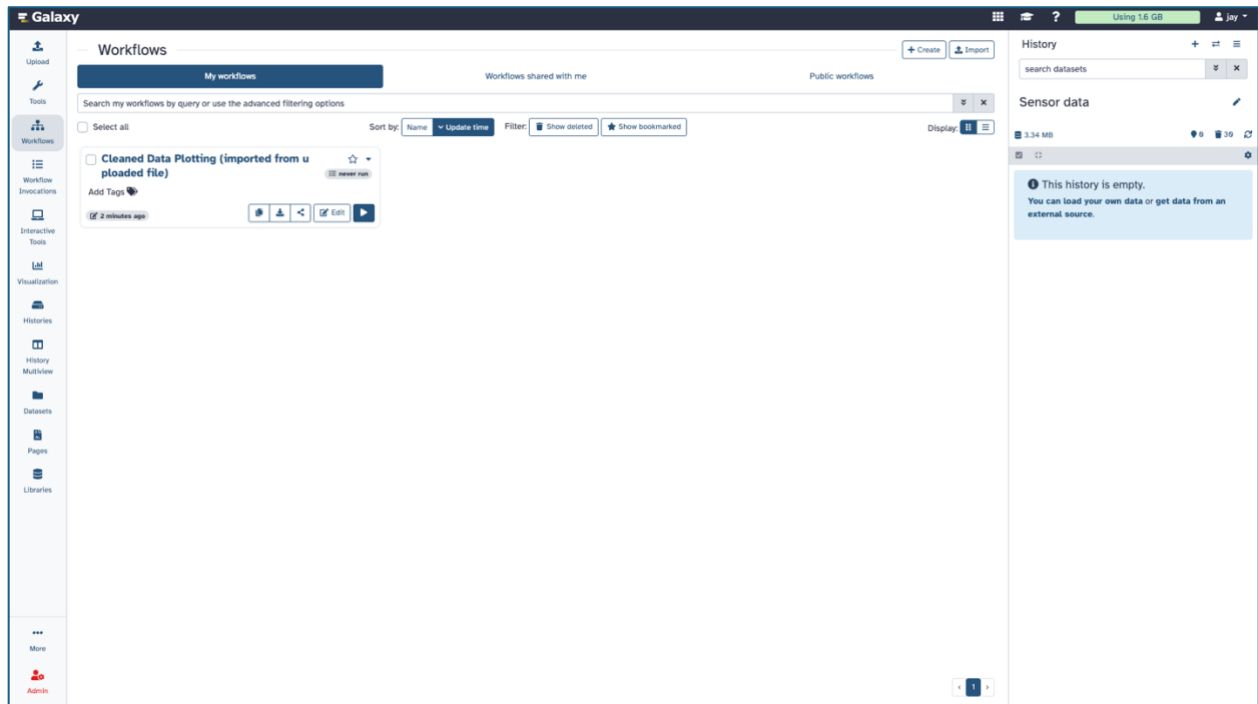 Galaxy
?
Using 1.6 GB
jay
Upload
Tools
Workflows
Workflow
Invocations
Interactive
Tools
Visualization
Histories
History
Multiview
Datasets
Pages
Libraries
More
Admin
Workflows
+ Create
Import
My workflows
Workflows shared with me
Public workflows
Search my workflows by query or use the advanced filtering options
Select all
Sort by: Name Update time Filter: Show deleted Show bookmarked
Display:
Cleaned Data Plotting (imported from u
ploaded file)
never run
Add Tags
2 minutes ago
Edit
1
History
search datasets
Sensor data
3.34 MB
0 30
This history is empty.
You can load your own data or get data from an
external source.